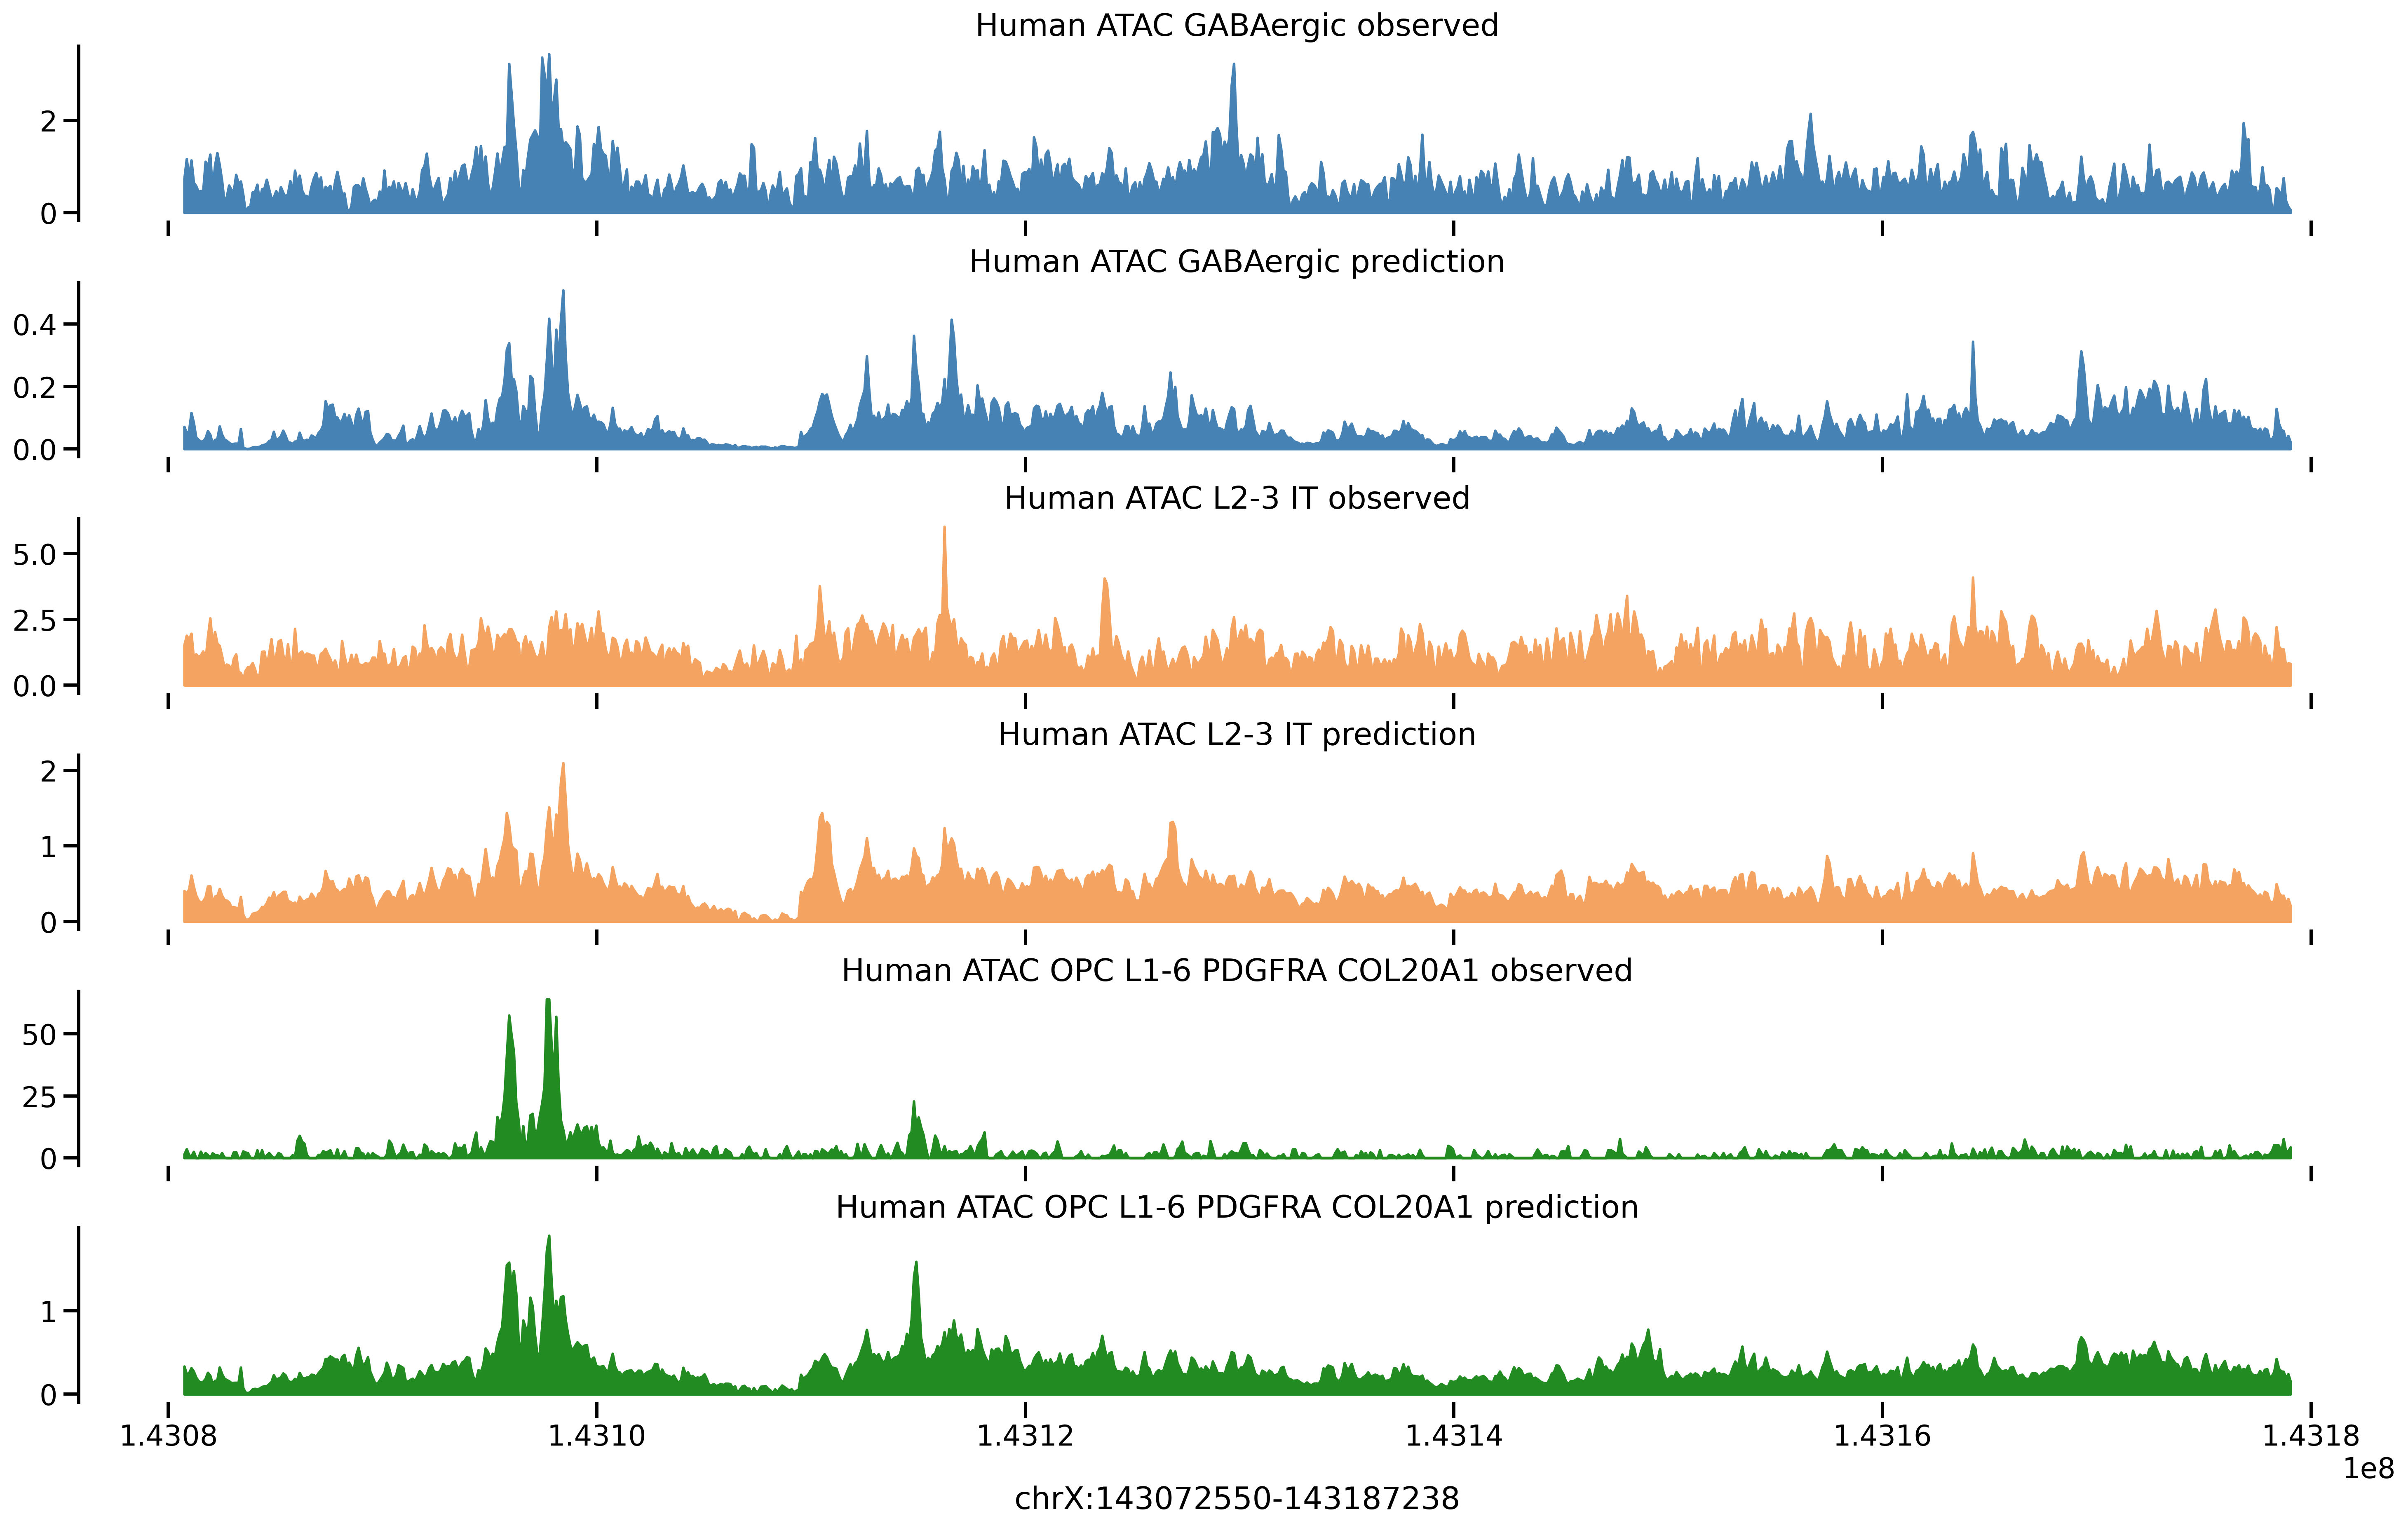 Human ATAC GABAergic observed
2
0
Human ATAC GABAergic prediction
0.4
0.2
0.0
Human ATAC L2-3 IT observed
5.0
2.5
0.0
Human ATAC L2-3 IT prediction
2
1
0
Human ATAC OPC L1-6 PDGFRA COL20A1 observed
50
25
0
Human ATAC OPC L1-6 PDGFRA COL20A1 prediction
1
0
1.4308 1.4310 1.4312 1.4314 1.4316 1.4318
1e8
chrX:143072550-143187238